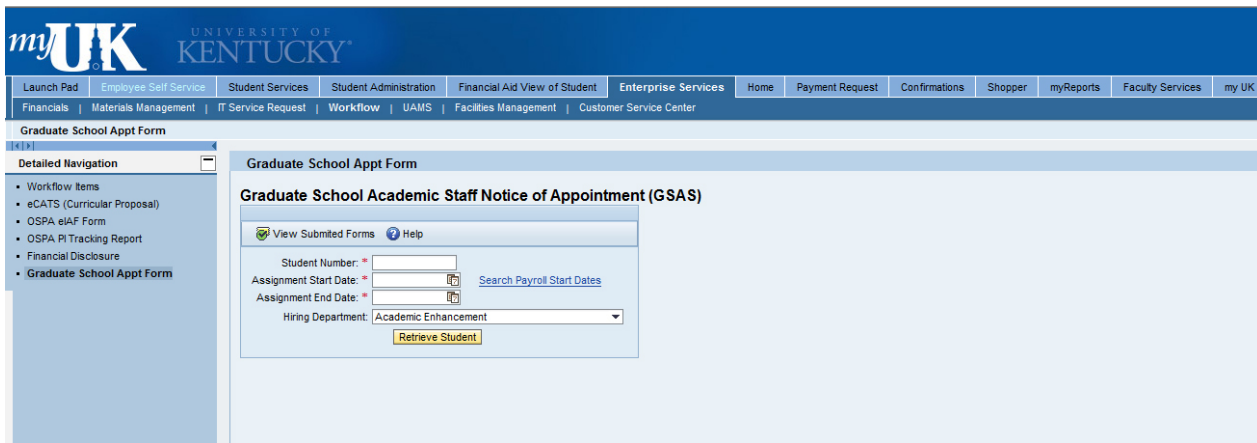 myUK UNIVERSITY OF KENTUCKY®
Launch Pad Employee Self Service Student Services Student Administration Financial Aid View of Student Enterprise Services Home Payment Request Confirmations Shopper myReports Faculty Services my UK
Financials | Materials Management | IT Service Request | Workflow | UAMS | Facilities Management | Customer Service Center
Graduate School Appt Form
Detailed Navigation
• Workflow Items
• eCATS (Curricular Proposal)
• OSPA eIAF Form
• OSPA PI Tracking Report
• Financial Disclosure
• Graduate School Appt Form
Graduate School Appt Form
Graduate School Academic Staff Notice of Appointment (GSAS)
View Submited Forms Help
Student Number: *
Assignment Start Date: * Search Payroll Start Dates
Assignment End Date: *
Hiring Department: Academic Enhancement
Retrieve Student